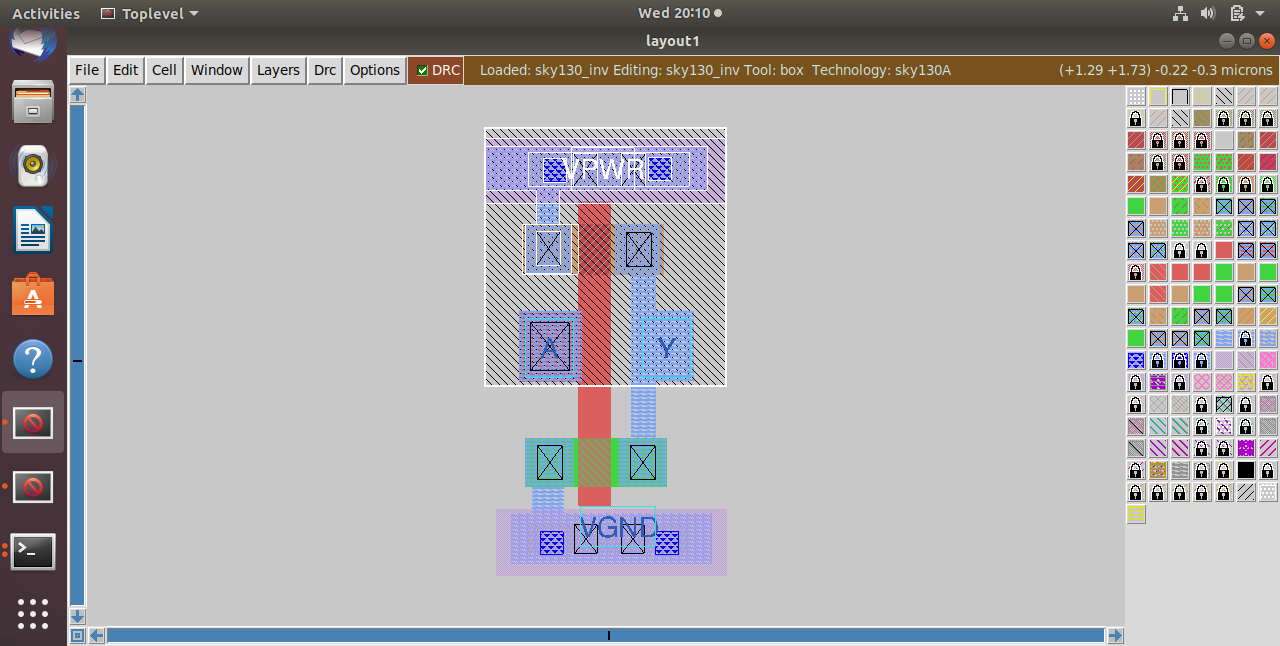 Activities Toplevel Wed 20:10
layout1
File Edit Cell Window Layers Drc Options DRC Loaded: sky130_inv Editing: sky130_inv Tool: box Technology: sky130A (+1.29 +1.73) -0.22 -0.3 microns
VPWR
A Y
VGND